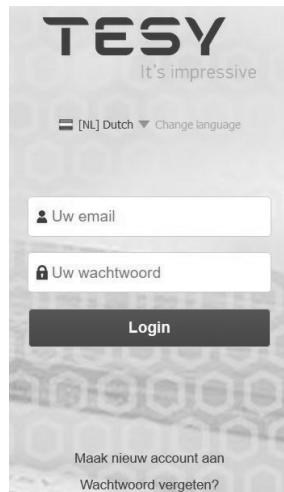 TESY
It's impressive
[NL] Dutch ▼ Change language
Uw email
Uw wachtwoord
Login
Maak nieuw account aan
Wachtwoord vergeten?